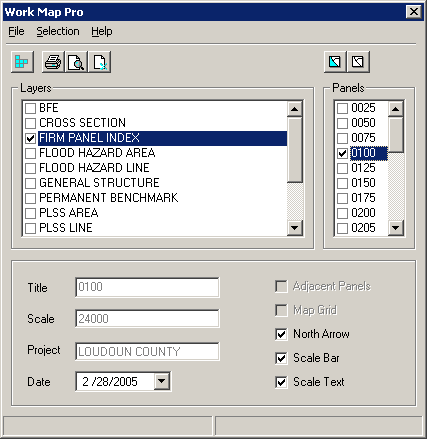 Work Map Pro
File Selection Help
Layers
BFE
CROSS SECTION
FIRM PANEL INDEX
FLOOD HAZARD AREA
FLOOD HAZARD LINE
GENERAL STRUCTURE
PERMANENT BENCHMARK
PLSS AREA
PLSS LINE
Panels
0025
0050
0075
0100
0125
0150
0175
0200
0205
Title 0100
Scale 24000
Project LOUDOUN COUNTY
Date 2 /28/2005
Adjacent Panels
Map Grid
North Arrow
Scale Bar
Scale Text